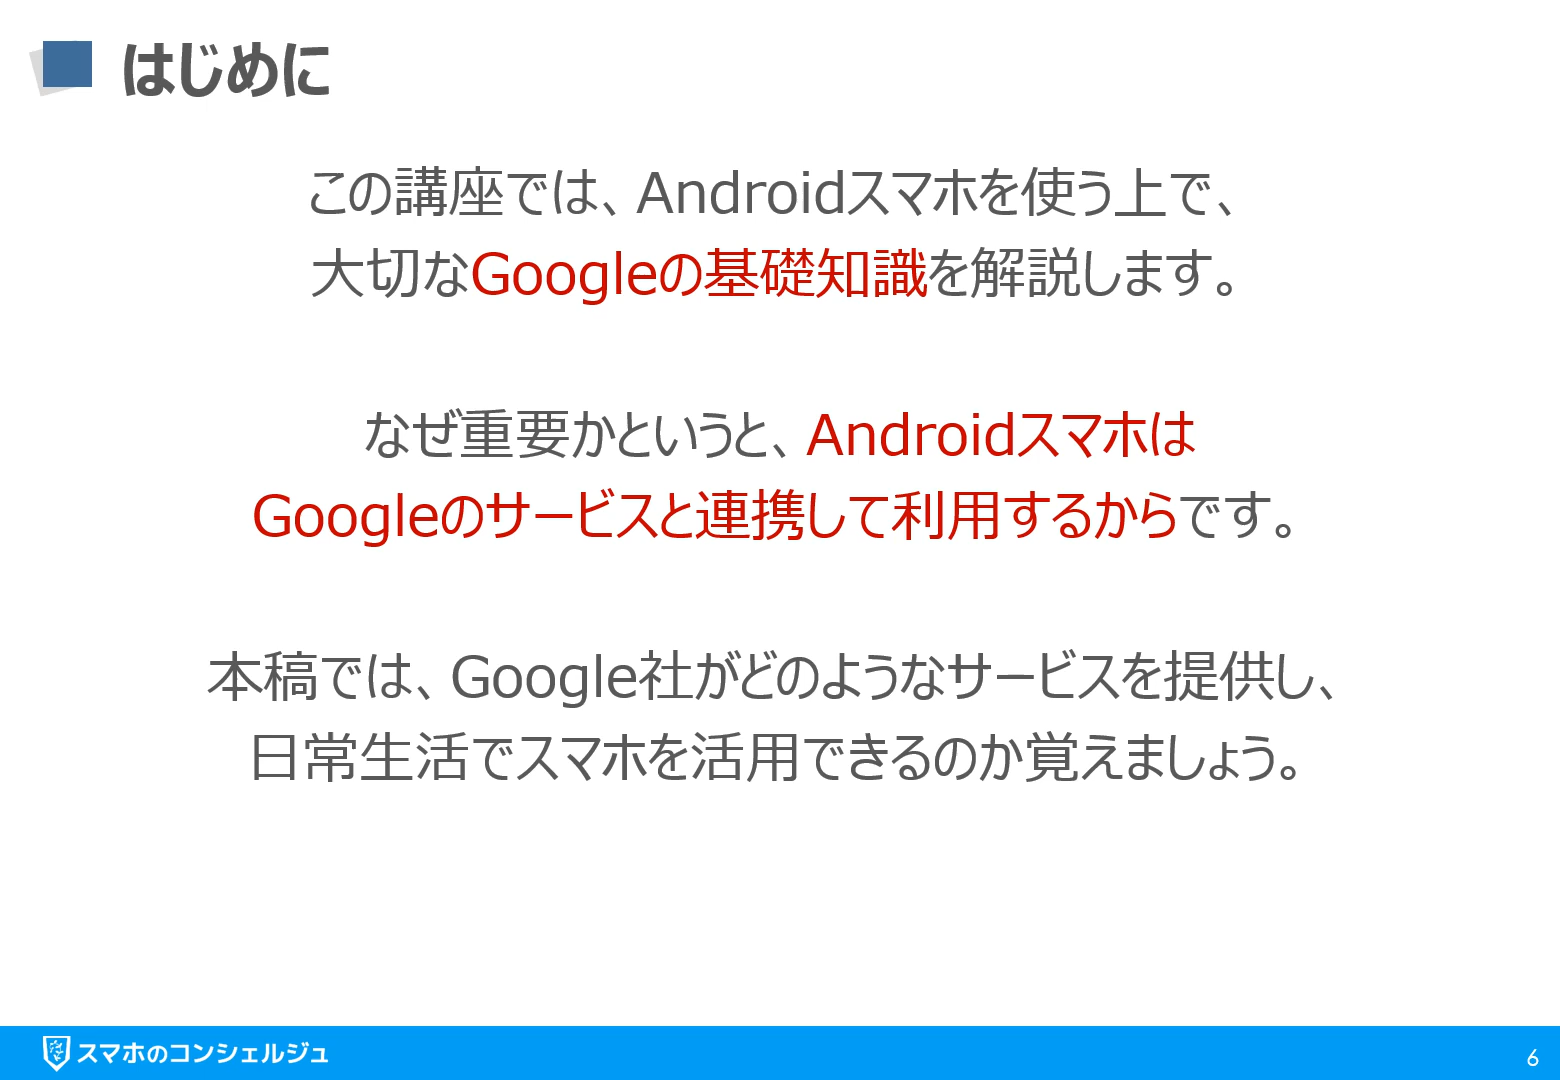 はじめに
この講座では、Androidスマホを使う上で、
大切なGoogleの基礎知識を解説します。
なぜ重要かというと、Androidスマホは
Googleのサービスと連携して利用するからです。
本稿では、Google社がどのようなサービスを提供し、
日常生活でスマホを活用できるのか覚えましょう。
スマホのコンシェルジュ
6